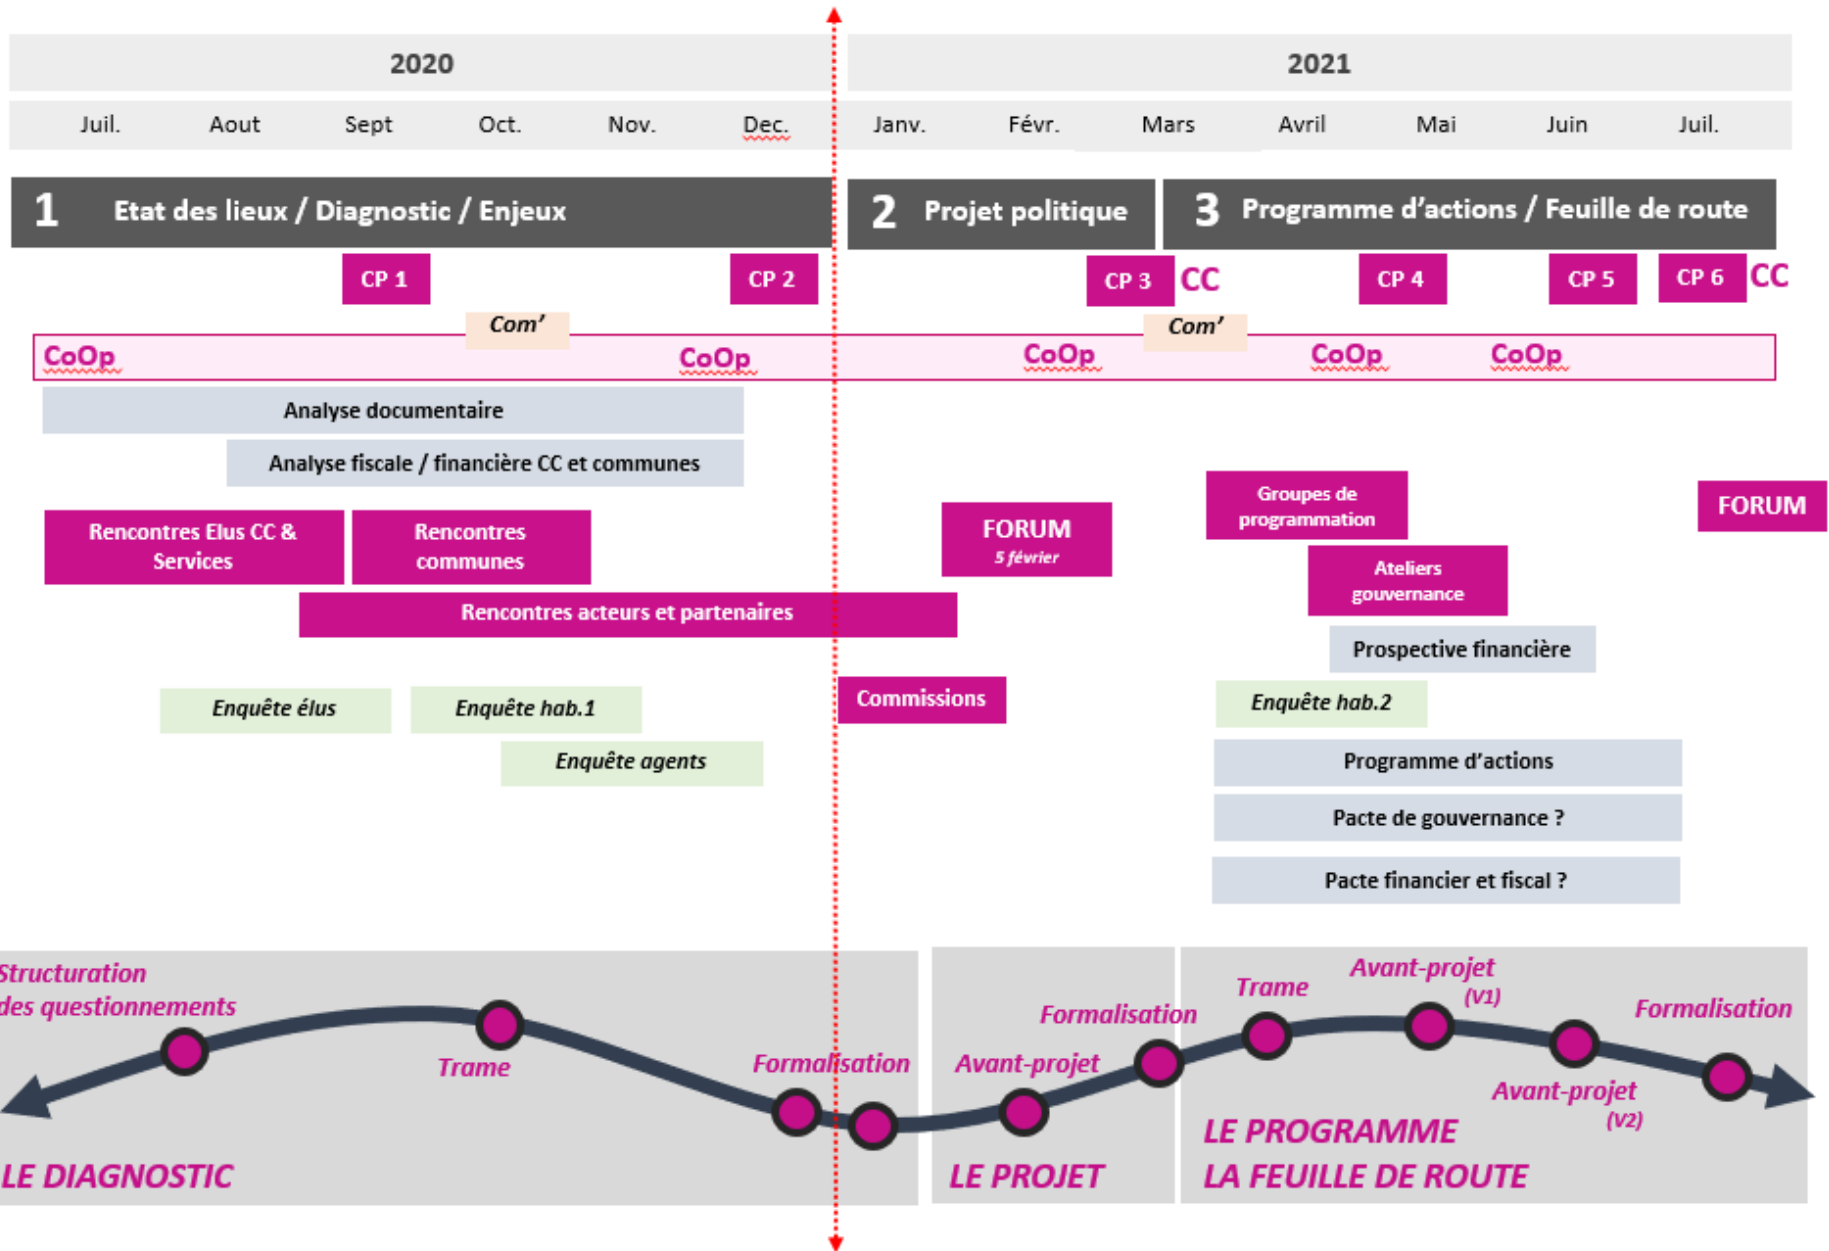 2020
2021
Juil.
Aout
Sept
Oct.
Nov.
Dec.
Janv.
Févr.
Mars
Avril
Mai
Juin
Juil.
1 Etat des lieux / Diagnostic / Enjeux
2 Projet politique
3 Programme d’actions / Feuille de route
CP 1
CP 2
CP 3
CC
CP 4
CP 5
CP 6
CC
Com’
Com’
CoOp
CoOp
CoOp
CoOp
CoOp
Analyse documentaire
Analyse fiscale / financière CC et communes
Rencontres Elus CC &
Services
Rencontres
communes
Rencontres acteurs et partenaires
FORUM
5 février
Groupes de
programmation
FORUM
Ateliers
gouvernance
Prospective financière
Enquête élus
Enquête hab.1
Enquête agents
Commissions
Enquête hab.2
Programme d’actions
Pacte de gouvernance ?
Pacte financier et fiscal ?
Structuration
des questionnements
Trame
Formalisation
Avant-projet
Formalisation
Trame
Avant-projet
(V1)
Avant-projet
(V2)
Formalisation
LE DIAGNOSTIC
LE PROJET
LE PROGRAMME
LA FEUILLE DE ROUTE